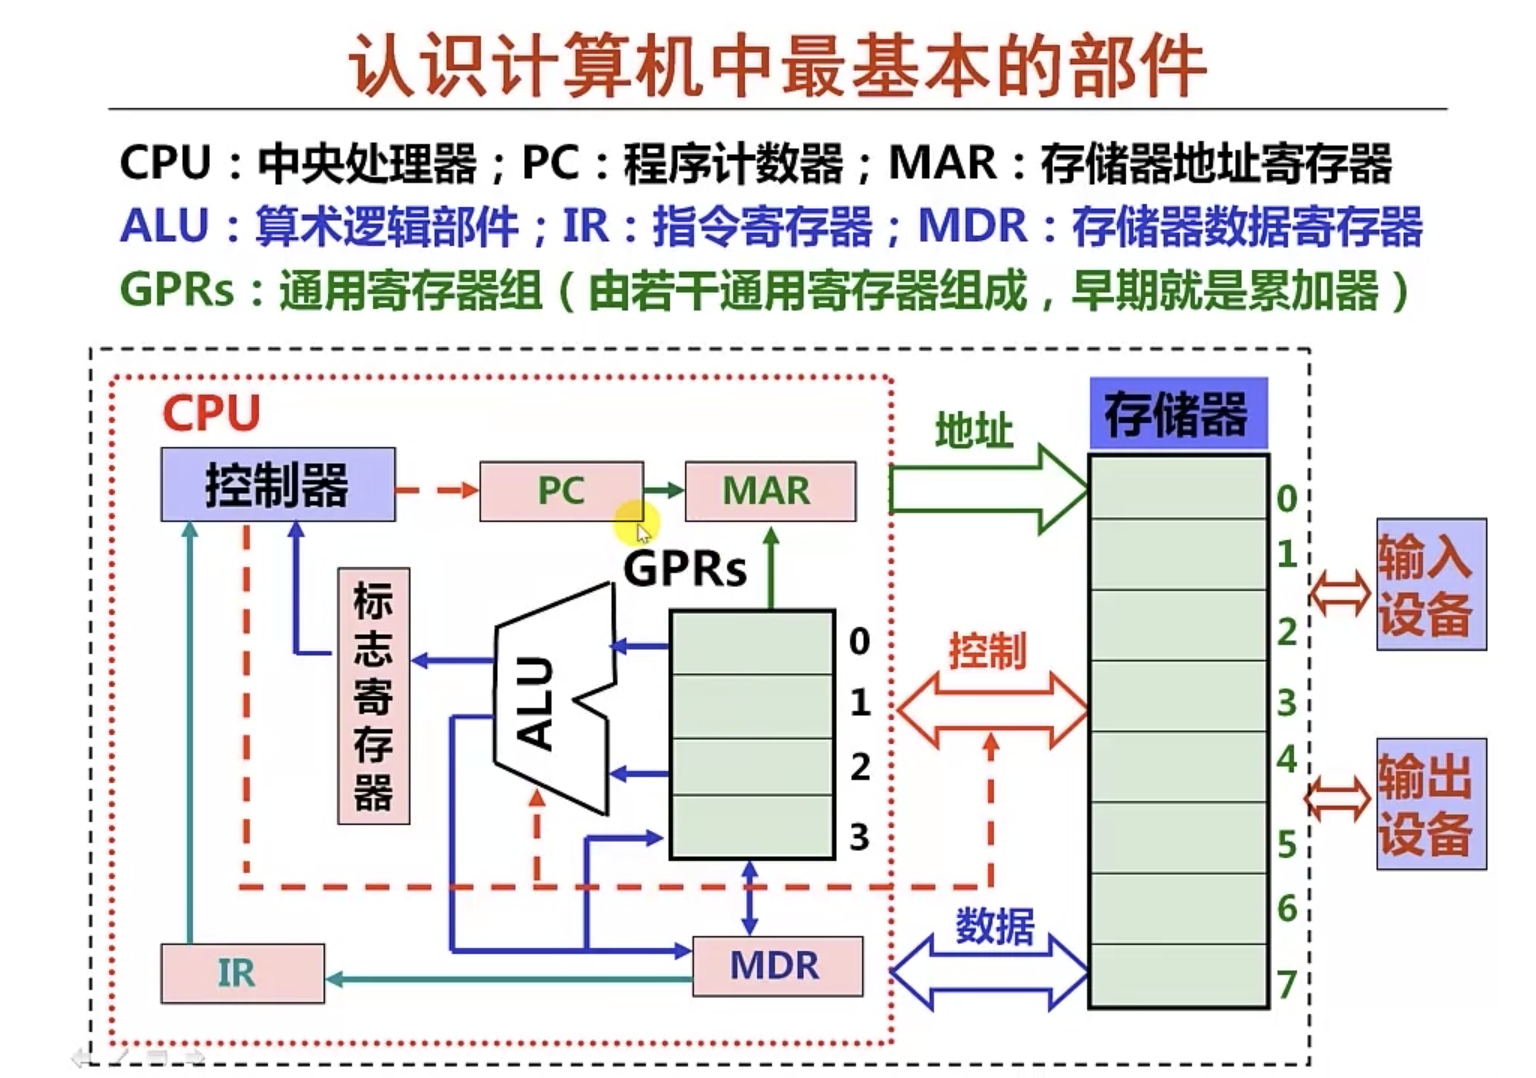 认识计算机中最基本的部件
CPU：中央处理器；PC：程序计数器；MAR：存储器地址寄存器
ALU：算术逻辑部件；IR：指令寄存器；MDR：存储器数据寄存器
GPRs：通用寄存器组（由若干通用寄存器组成，早期就是累加器）
CPU
控制器
PC
MAR
地址
存储器
GPRs
标志寄存器
ALU
0
1
2
3
控制
数据
IR
MDR
0
1
2
3
4
5
6
7
输入
设备
输出
设备